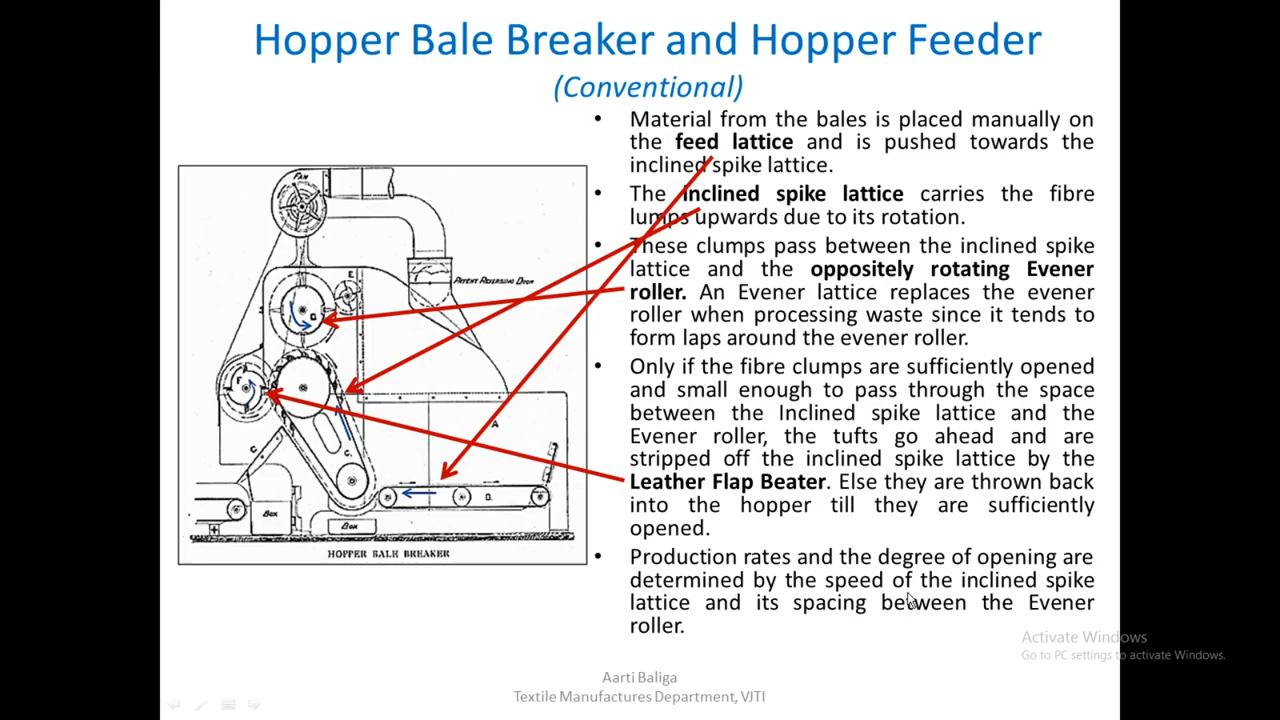 Hopper Bale Breaker and Hopper Feeder
(Conventional)
• Material from the bales is placed manually on
the feed lattice and is pushed towards the
inclined spike lattice.
• The inclined spike lattice carries the fibre
lumps upwards due to its rotation.
• These clumps pass between the inclined spike
lattice and the oppositely rotating Evener
roller. An Evener lattice replaces the evener
roller when processing waste since it tends to
form laps around the evener roller.
• Only if the fibre clumps are sufficiently opened
and small enough to pass through the space
between the Inclined spike lattice and the
Evener roller, the tufts go ahead and are
stripped off the inclined spike lattice by the
Leather Flap Beater. Else they are thrown back
into the hopper till they are sufficiently
opened.
• Production rates and the degree of opening are
determined by the speed of the inclined spike
lattice and its spacing between the Evener
roller.
FAN
E
PATENT REVERSING DOOR
A
C.
G
D.
BOX
BOX
HOPPER BALE BREAKER
Activate Windows
Go to PC settings to activate Windows.
Aarti Baliga
Textile Manufactures Department, VJTI